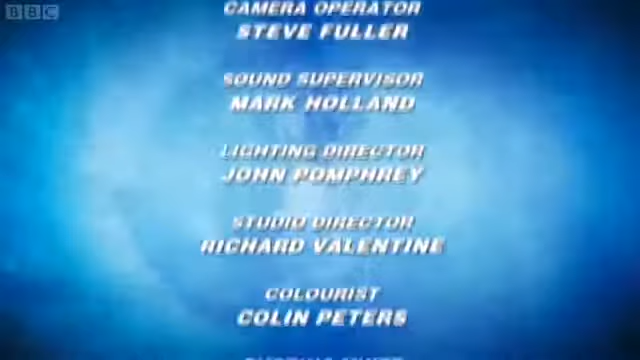 BBC
CAMERA OPERATOR
STEVE FULLER
SOUND SUPERVISOR
MARK HOLLAND
LIGHTING DIRECTOR
JOHN POMPHREY
STUDIO DIRECTOR
RICHARD VALENTINE
COLOURIST
COLIN PETERS